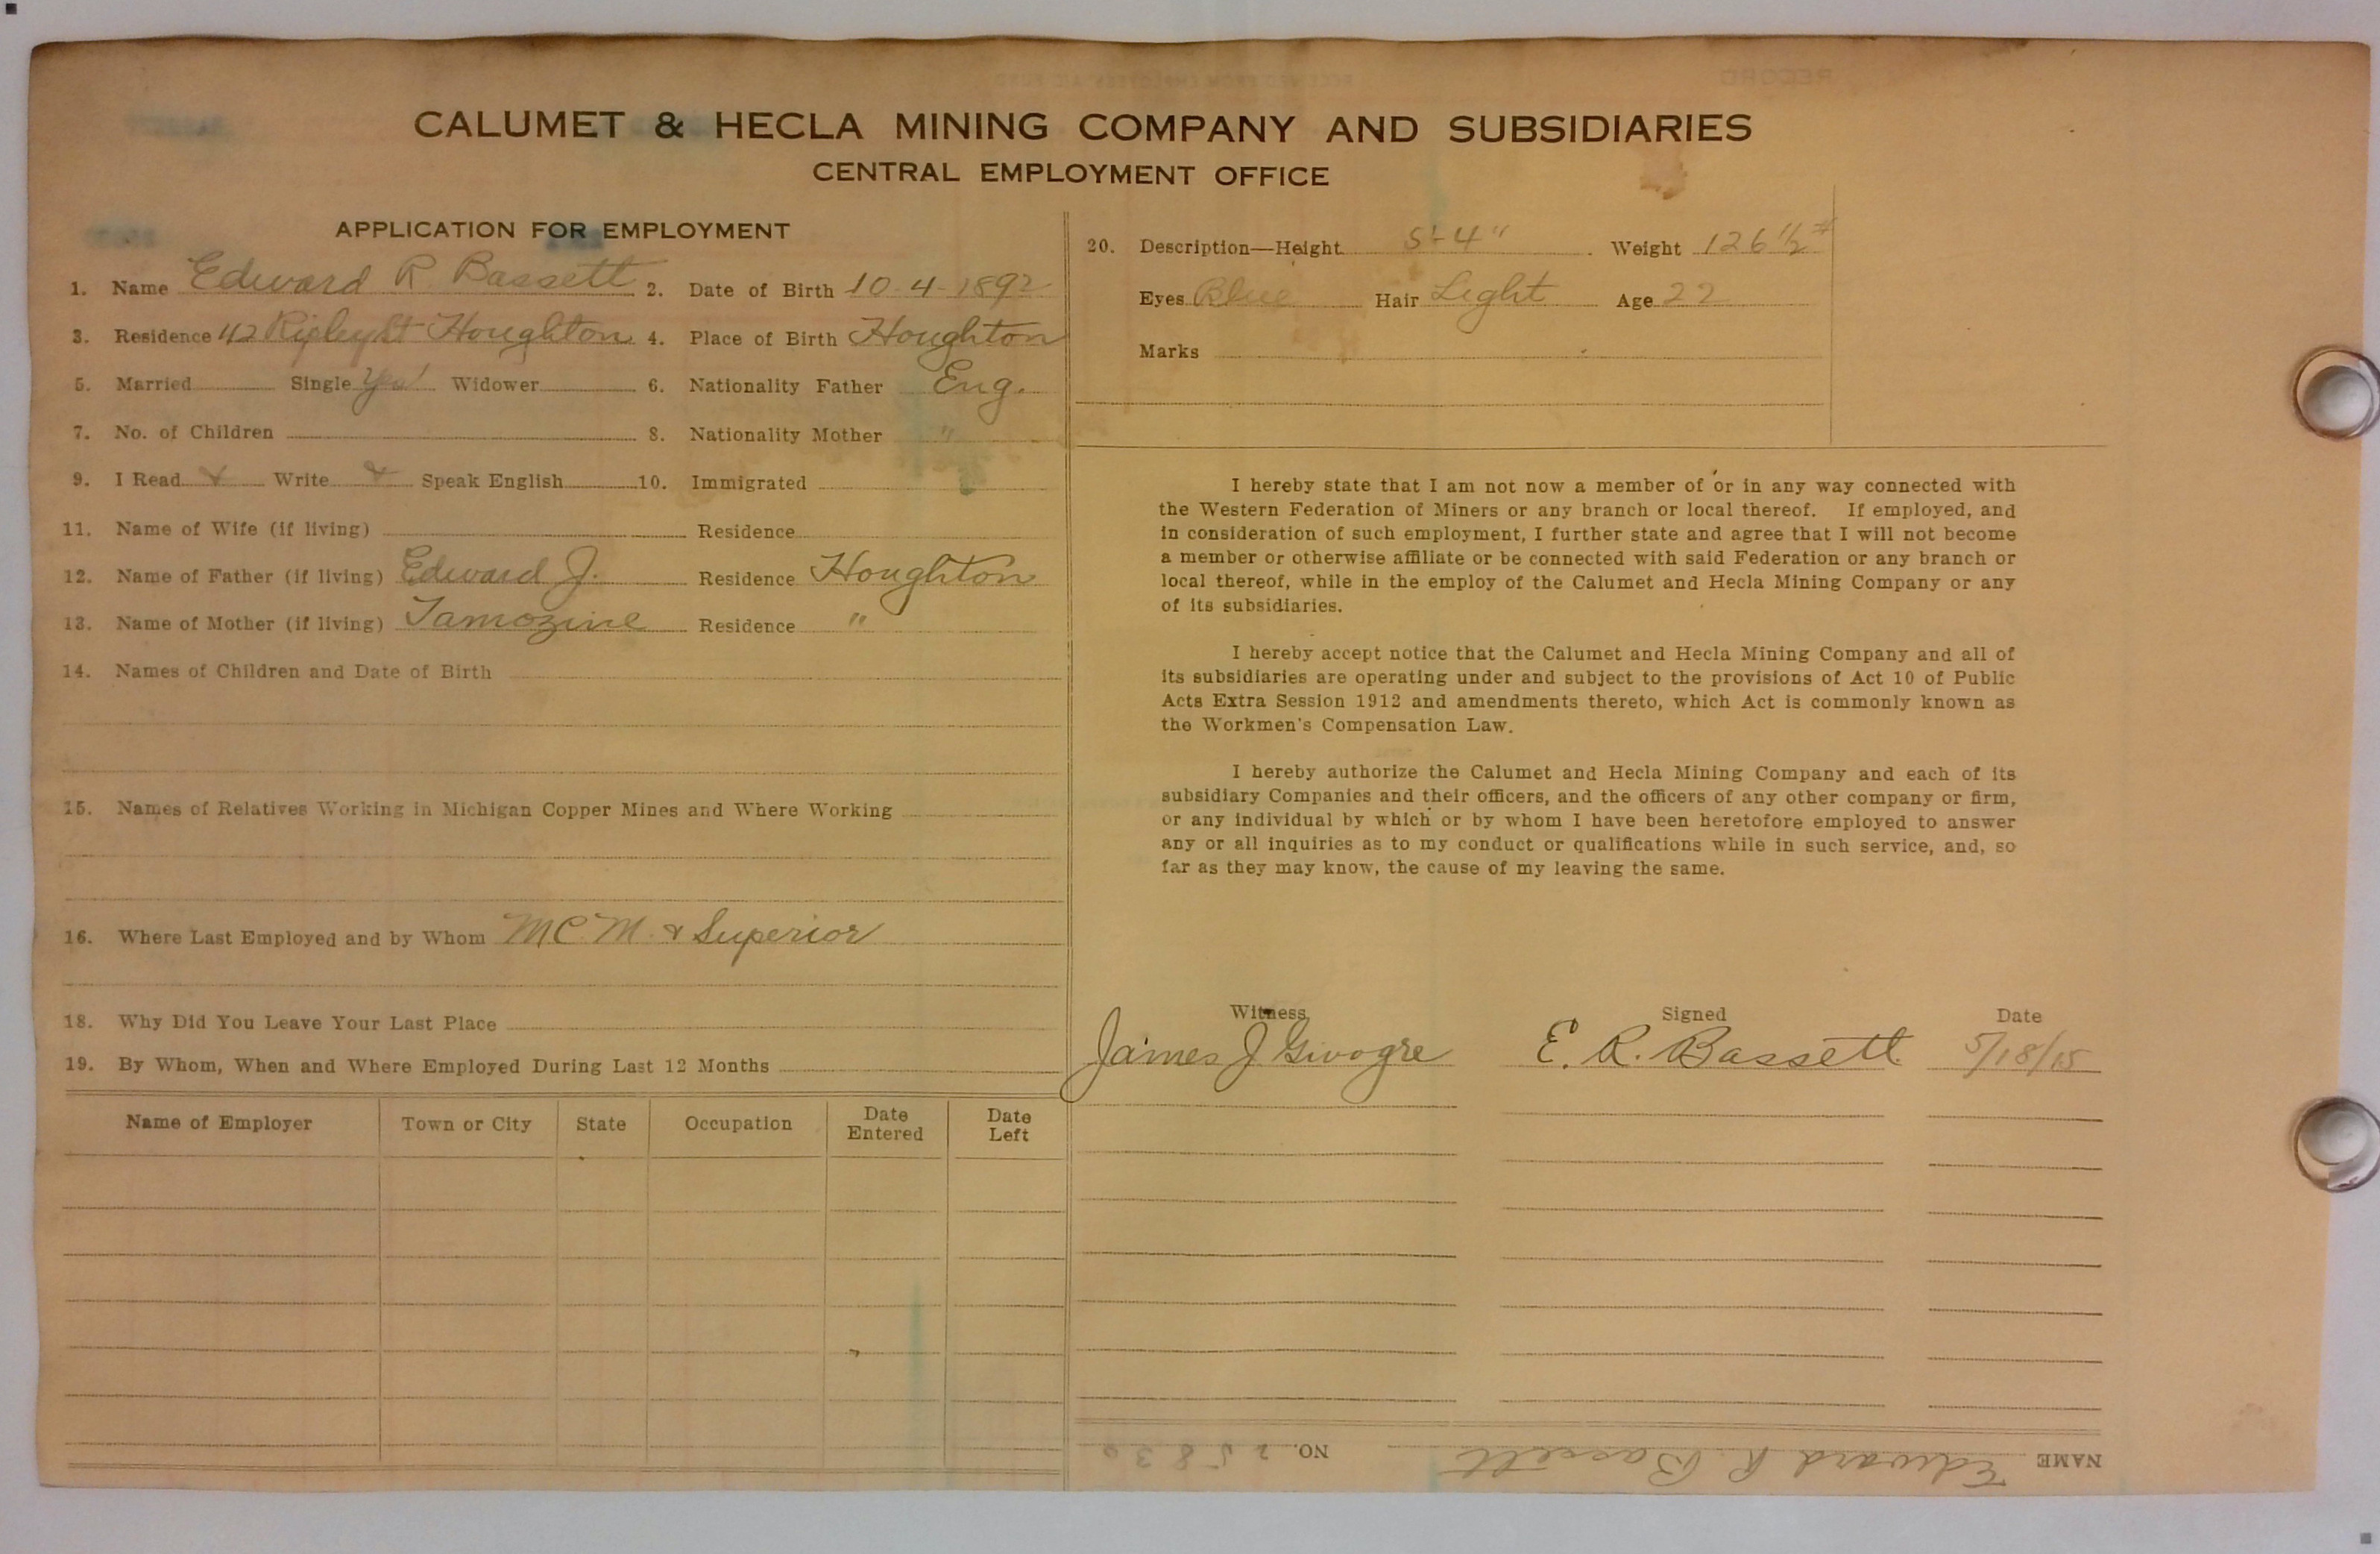 CALUMET & HECLA MINING COMPANY AND SUBSIDIARIES
CENTRAL EMPLOYMENT OFFICE
APPLICATION FOR EMPLOYMENT
1. Name Edward R. Bassett 2. Date of Birth 10-4-1892
3. Residence 42 Ripley St Houghton 4. Place of Birth Houghton
5. Married Single Yes Widower 6. Nationality Father Eng.
7. No. of Children 8. Nationality Mother "
9. I Read Write Speak English 10. Immigrated
11. Name of Wife (if living) Residence
12. Name of Father (if living) Edward J. Residence Houghton
13. Name of Mother (if living) Tamozine Residence "
14. Names of Children and Date of Birth
15. Names of Relatives Working in Michigan Copper Mines and Where Working
16. Where Last Employed and by Whom M C M. & Superior
18. Why Did You Leave Your Last Place
19. By Whom, When and Where Employed During Last 12 Months
Name of Employer Town or City State Occupation Date Entered Date Left
20. Description—Height 5'-4" Weight 126 1/2 #
Eyes Blue Hair Light Age 22
Marks
I hereby state that I am not now a member of or in any way connected with
the Western Federation of Miners or any branch or local thereof. If employed, and
in consideration of such employment, I further state and agree that I will not become
a member or otherwise affiliate or be connected with said Federation or any branch or
local thereof, while in the employ of the Calumet and Hecla Mining Company or any
of its subsidiaries.
I hereby accept notice that the Calumet and Hecla Mining Company and all of
its subsidiaries are operating under and subject to the provisions of Act 10 of Public
Acts Extra Session 1912 and amendments thereto, which Act is commonly known as
the Workmen's Compensation Law.
I hereby authorize the Calumet and Hecla Mining Company and each of its
subsidiary Companies and their officers, and the officers of any other company or firm,
or any individual by which or by whom I have been heretofore employed to answer
any or all inquiries as to my conduct or qualifications while in such service, and, so
far as they may know, the cause of my leaving the same.
Witness Signed Date
James J. E. R. Bassett 5/18/15
NAME Edward R. Bassett NO. 25830